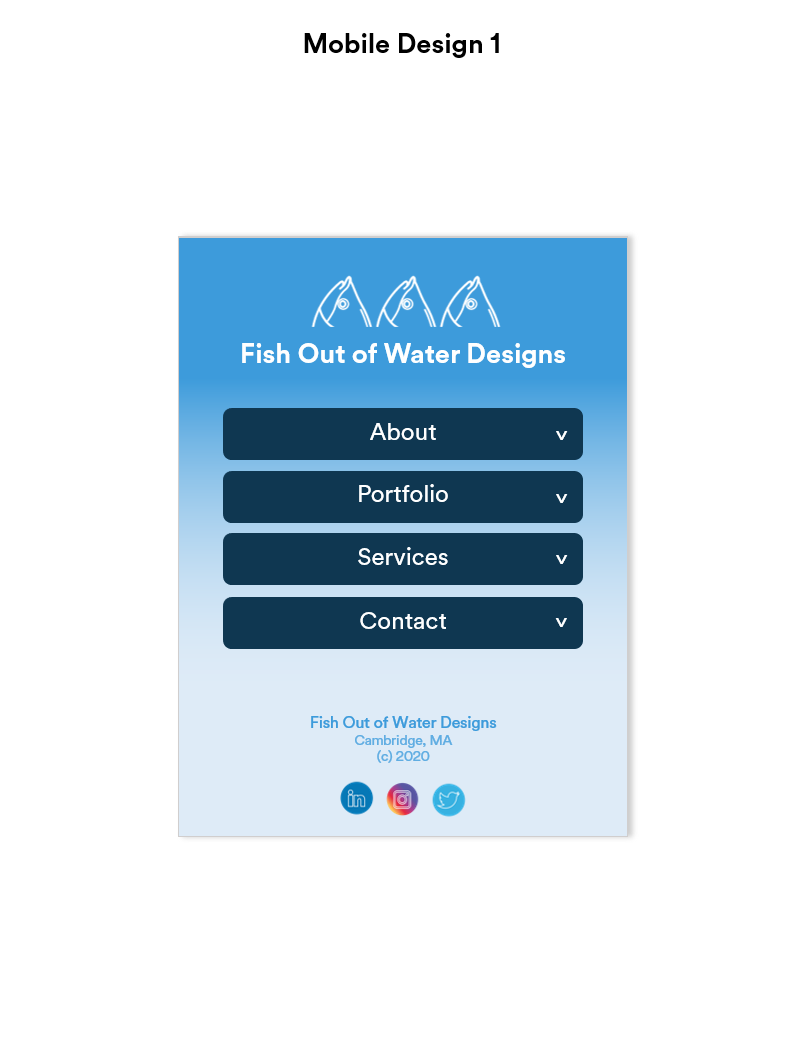 Mobile Design 1
Fish Out of Water Designs
About v
Portfolio v
Services v
Contact v
Fish Out of Water Designs
Cambridge, MA
(c) 2020
in